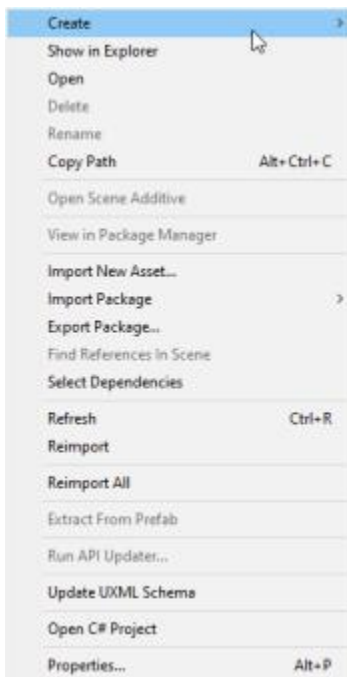 Create
Show in Explorer
Open
Delete
Rename
Copy Path Alt+Ctrl+C
Open Scene Additive
View in Package Manager
Import New Asset...
Import Package
Export Package...
Find References In Scene
Select Dependencies
Refresh Ctrl+R
Reimport
Reimport All
Extract From Prefab
Run API Updater...
Update UXML Schema
Open C# Project
Properties... Alt+P